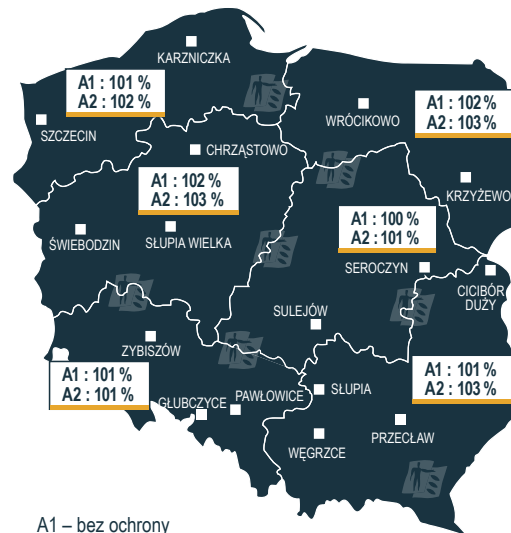 KARZNICZKA
A1 : 101 %
A2 : 102 %
SZCZECIN
WRÓCIKOWO
A1 : 102 %
A2 : 103 %
KRZYŻEWO
CHRZĄSTOWO
A1 : 102 %
A2 : 103 %
ŚWIEBODZIN
SŁUPIA WIELKA
A1 : 100 %
A2 : 101 %
SEROCZYN
CICIBÓR
DUŻY
SULEJÓW
ZYBISZÓW
A1 : 101 %
A2 : 101 %
GŁUBCZYCE
PAWŁOWICE
SŁUPIA
A1 : 101 %
A2 : 103 %
WĘGRZCE
PRZECŁAW
A1 – bez ochrony